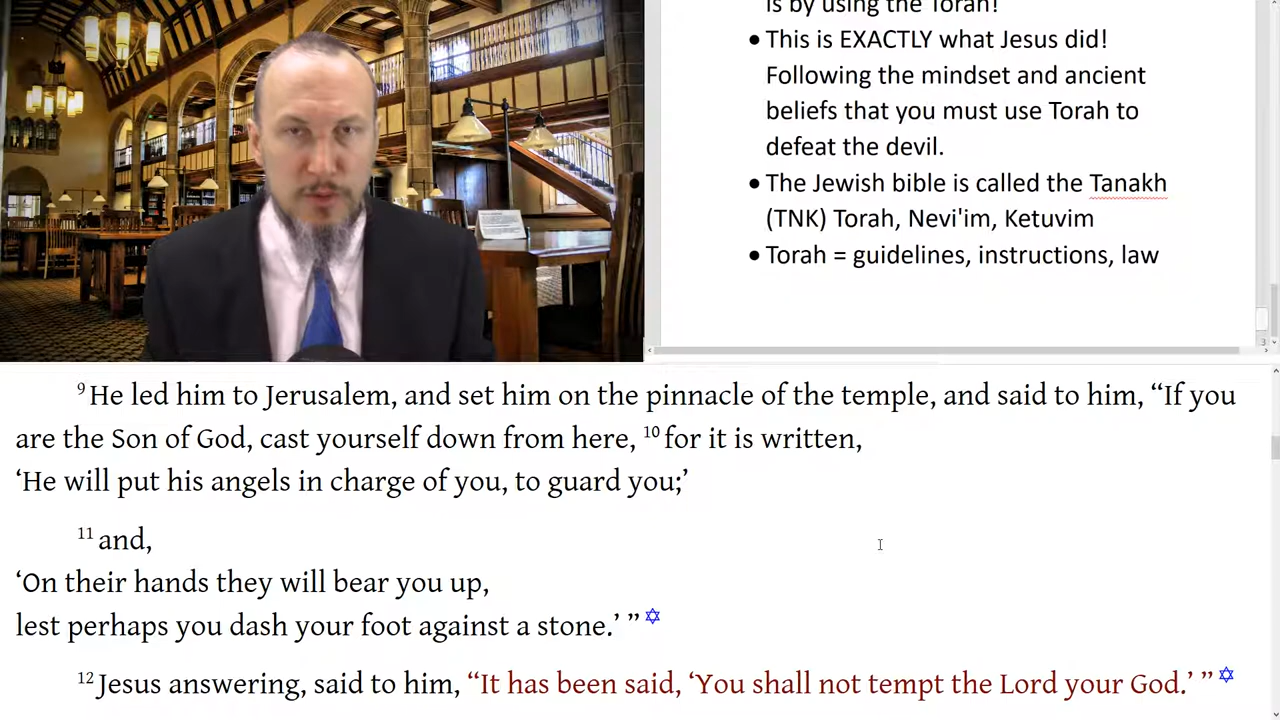 is by using the Torah!
• This is EXACTLY what Jesus did!
Following the mindset and ancient
beliefs that you must use Torah to
defeat the devil.
• The Jewish bible is called the Tanakh
(TNK) Torah, Nevi'im, Ketuvim
• Torah = guidelines, instructions, law
3
9 He led him to Jerusalem, and set him on the pinnacle of the temple, and said to him, “If you
are the Son of God, cast yourself down from here, 10 for it is written,
‘He will put his angels in charge of you, to guard you;’
11 and,
‘On their hands they will bear you up,
lest perhaps you dash your foot against a stone.’ ”✡
12 Jesus answering, said to him, “It has been said, ‘You shall not tempt the Lord your God.’ ”✡